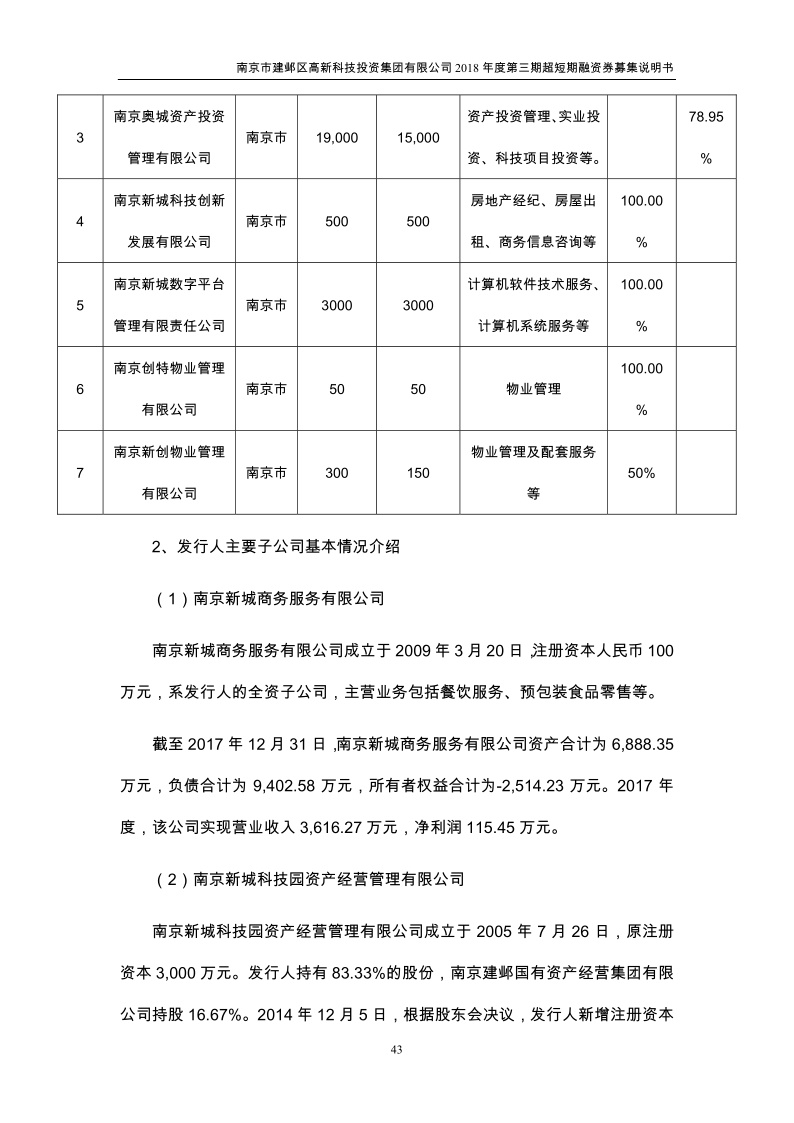 南京市建邺区高新科技投资集团有限公司 2018 年度第三期超短期融资券募集说明书
3 南京奥城资产投资管理有限公司 南京市 19,000 15,000 资产投资管理、实业投资、科技项目投资等。 78.95%
4 南京新城科技创新发展有限公司 南京市 500 500 房地产经纪、房屋出租、商务信息咨询等 100.00%
5 南京新城数字平台管理有限责任公司 南京市 3000 3000 计算机软件技术服务、计算机系统服务等 100.00%
6 南京创特物业管理有限公司 南京市 50 50 物业管理 100.00%
7 南京新创物业管理有限公司 南京市 300 150 物业管理及配套服务等 50%
2、发行人主要子公司基本情况介绍
（1）南京新城商务服务有限公司
南京新城商务服务有限公司成立于 2009 年 3 月 20 日，注册资本人民币 100
万元，系发行人的全资子公司，主营业务包括餐饮服务、预包装食品零售等。
截至 2017 年 12 月 31 日，南京新城商务服务有限公司资产合计为 6,888.35
万元，负债合计为 9,402.58 万元，所有者权益合计为-2,514.23 万元。2017 年
度，该公司实现营业收入 3,616.27 万元，净利润 115.45 万元。
（2）南京新城科技园资产经营管理有限公司
南京新城科技园资产经营管理有限公司成立于 2005 年 7 月 26 日，原注册
资本 3,000 万元。发行人持有 83.33%的股份，南京建邺国有资产经营集团有限
公司持股 16.67%。2014 年 12 月 5 日，根据股东会决议，发行人新增注册资本
43